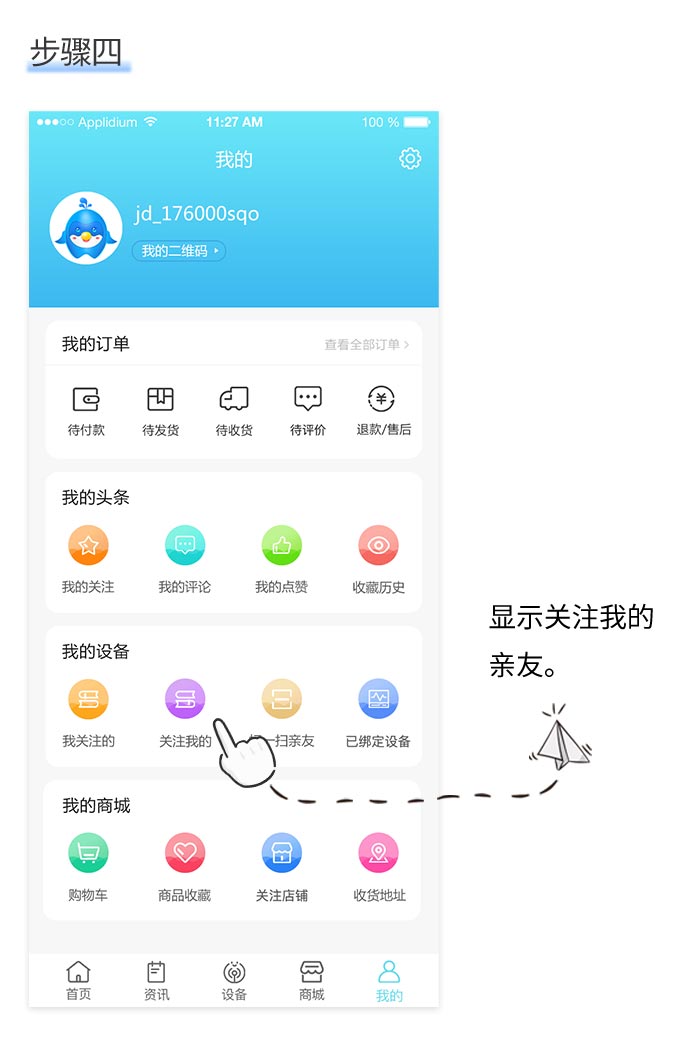 步骤四
Applidium 11:27 AM 100 %
我的
jd_176000sqo
我的二维码
我的订单 查看全部订单
待付款 待发货 待收货 待评价 退款/售后
我的头条
我的关注 我的评论 我的点赞 收藏历史
显示关注我的
亲友。
我的设备
我关注的 关注我的 扫一扫亲友 已绑定设备
我的商城
购物车 商品收藏 关注店铺 收货地址
首页 资讯 设备 商城 我的